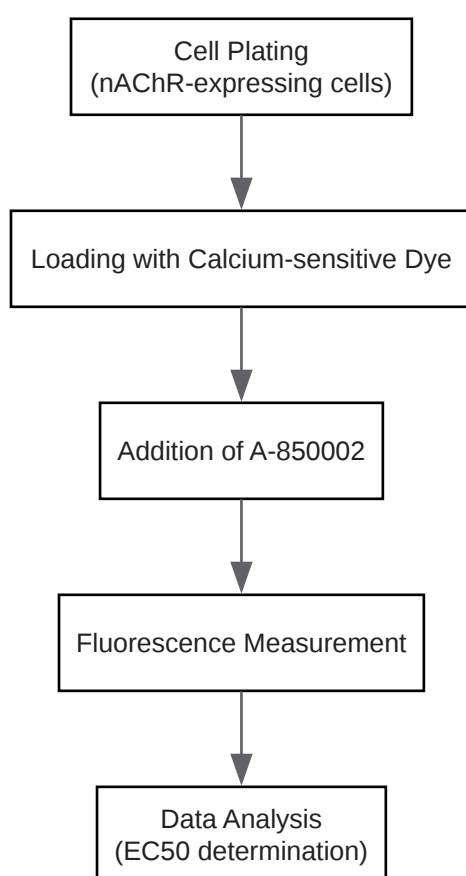 Cell Plating
(nAChR-expressing cells)
Loading with Calcium-sensitive Dye
Addition of A-850002
Fluorescence Measurement
Data Analysis
(EC50 determination)